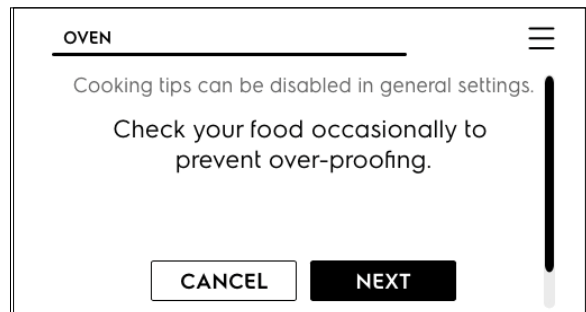 OVEN
Cooking tips can be disabled in general settings.
Check your food occasionally to
prevent over-proofing.
CANCEL NEXT